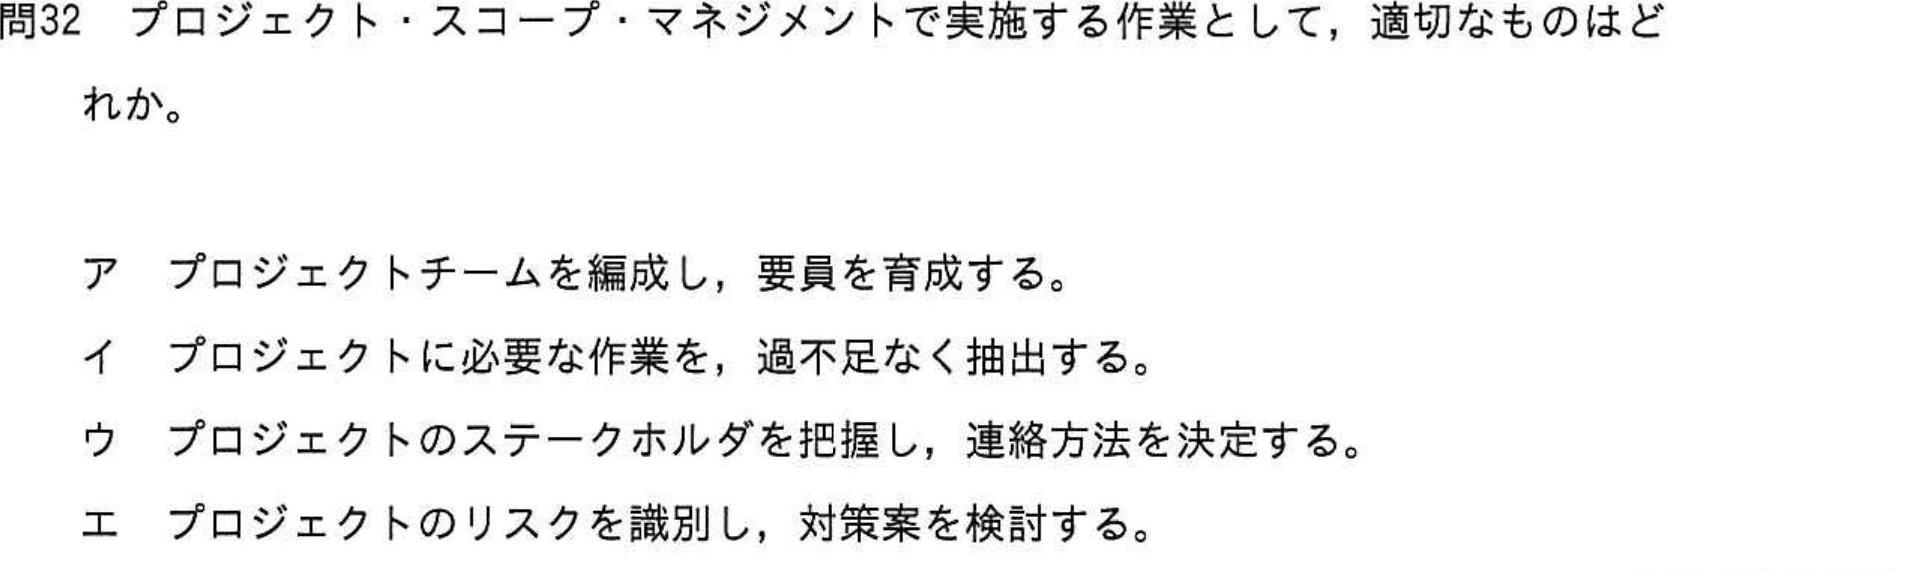 問32　プロジェクト・スコープ・マネジメントで実施する作業として，適切なものはど
れか。
ア　プロジェクトチームを編成し，要員を育成する。
イ　プロジェクトに必要な作業を，過不足なく抽出する。
ウ　プロジェクトのステークホルダを把握し，連絡方法を決定する。
エ　プロジェクトのリスクを識別し，対策案を検討する。